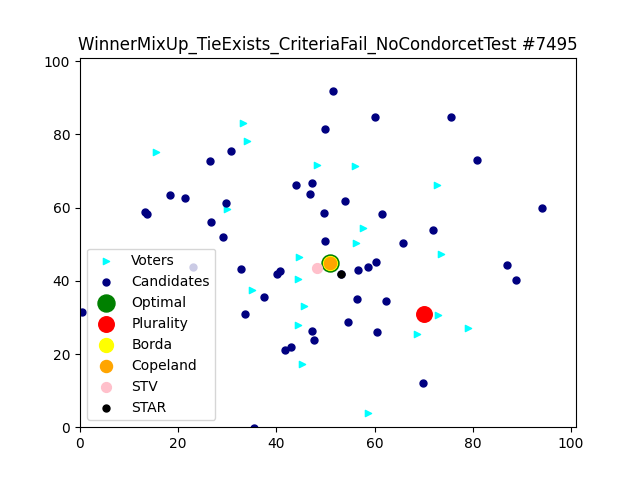 WinnerMixUp_TieExists_CriteriaFail_NoCondorcetTest #7495
100
80
60
40
20
0
Voters
Candidates
Optimal
Plurality
Borda
Copeland
STV
STAR
0 20 40 60 80 100